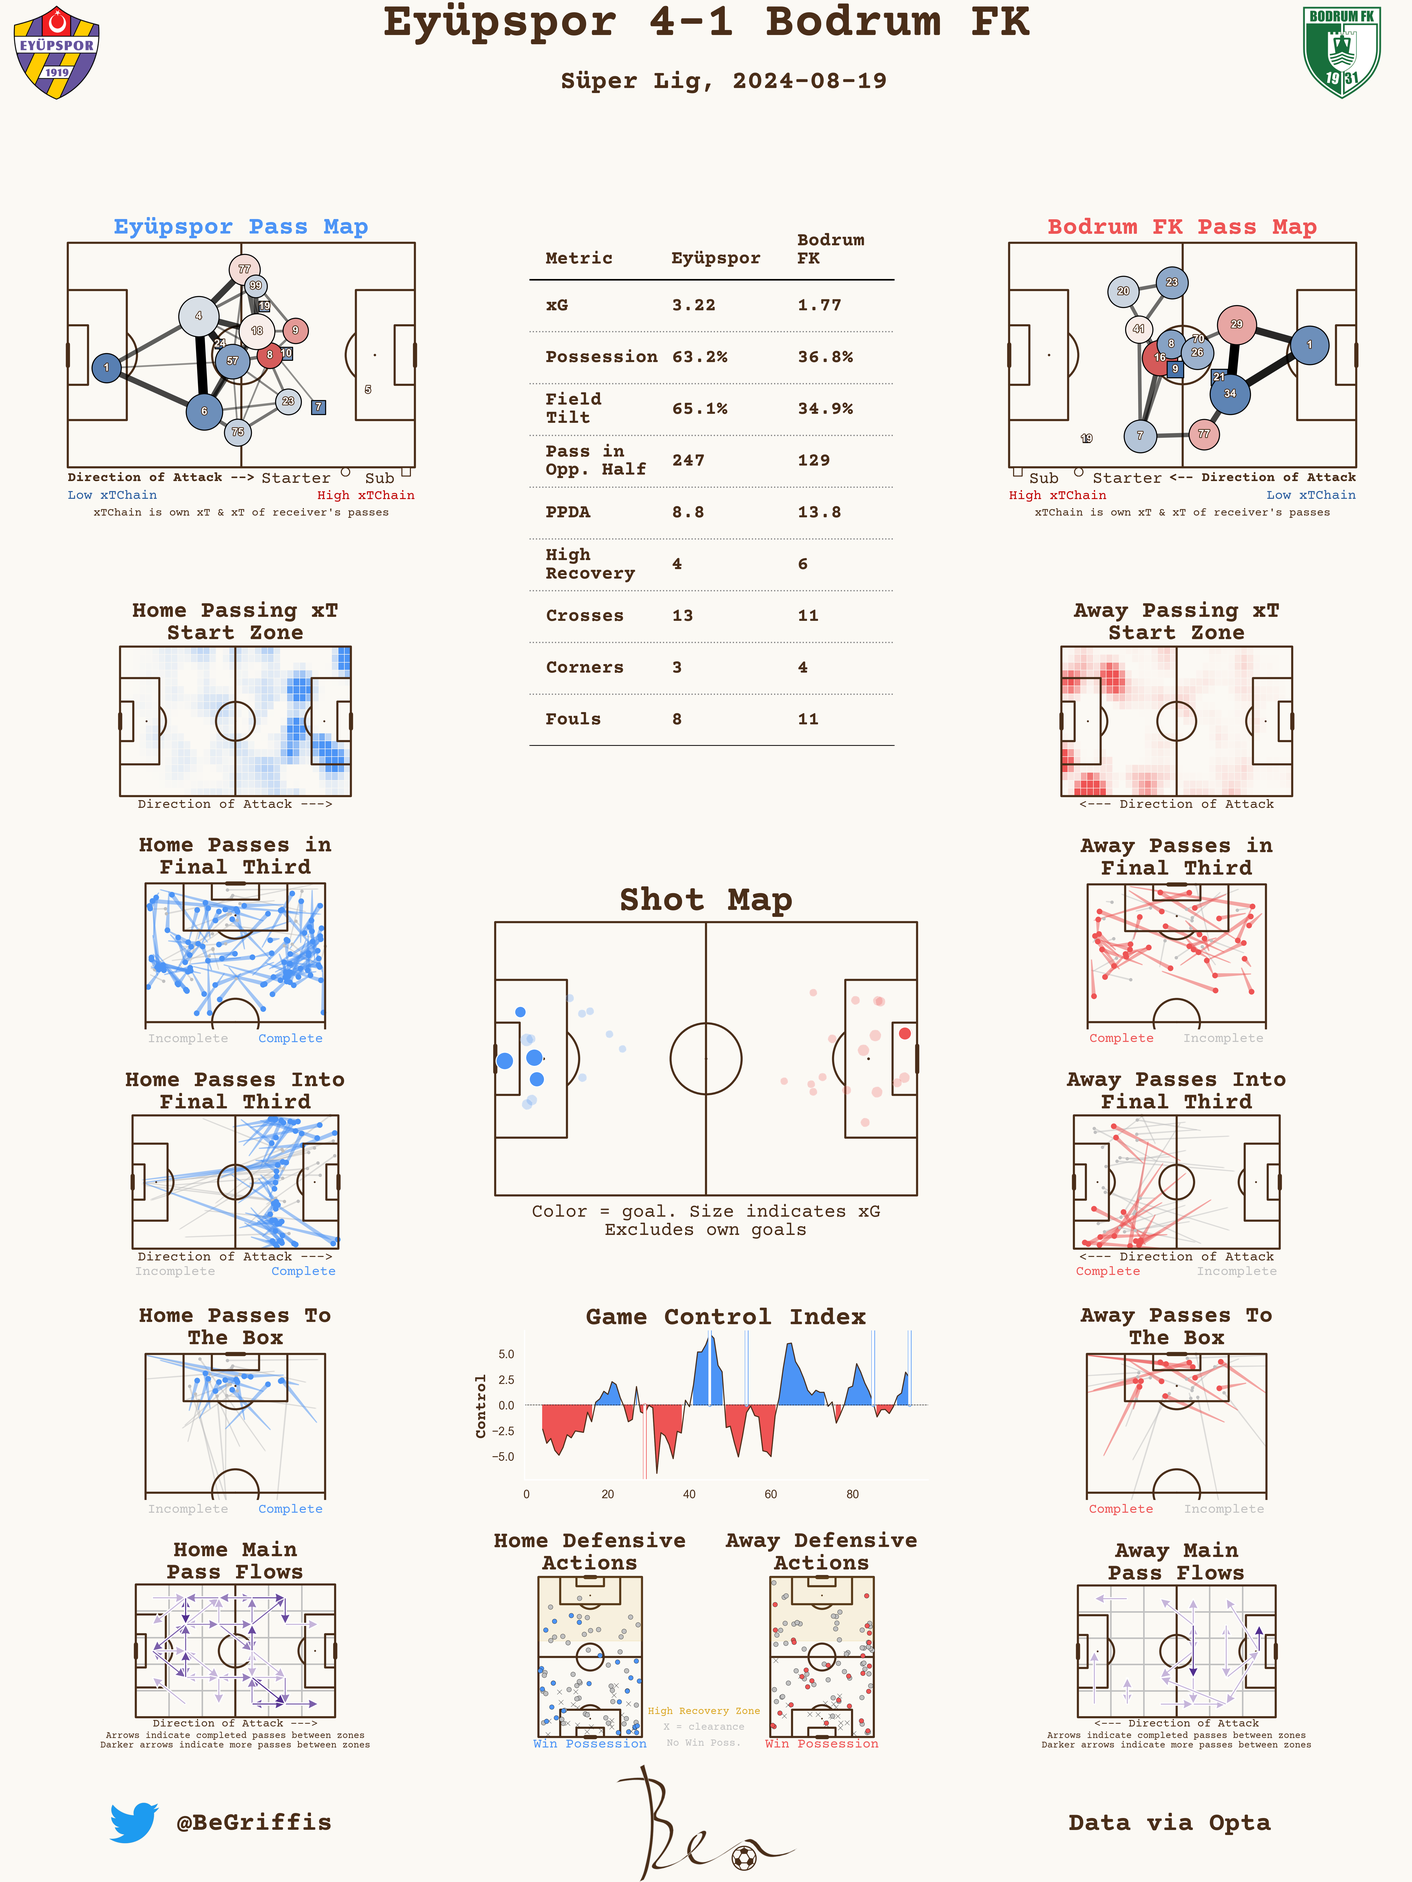 Eyüpspor 4-1 Bodrum FK
Süper Lig, 2024-08-19
EYÜPSPOR
1919
BODRUM FK
19 31
Eyüpspor Pass Map
77
99
19
4
18
9
21
8
10
57
1
5
6
23
7
75
Direction of Attack --> Starter Sub
Low xTChain High xTChain
xTChain is own xT & xT of receiver's passes
Metric Eyüpspor Bodrum FK
xG 3.22 1.77
Possession 63.2% 36.8%
Field Tilt 65.1% 34.9%
Pass in Opp. Half 247 129
PPDA 8.8 13.8
High Recovery 4 6
Crosses 13 11
Corners 3 4
Fouls 8 11
Bodrum FK Pass Map
23
20
29
41
70
8
26
1
16
9
21
34
7
77
19
Sub Starter <-- Direction of Attack
High xTChain Low xTChain
xTChain is own xT & xT of receiver's passes
Home Passing xT
Start Zone
Direction of Attack --->
Away Passing xT
Start Zone
<--- Direction of Attack
Home Passes in
Final Third
Incomplete Complete
Away Passes in
Final Third
Complete Incomplete
Shot Map
Color = goal. Size indicates xG
Excludes own goals
Home Passes Into
Final Third
Direction of Attack --->
Incomplete Complete
Away Passes Into
Final Third
<--- Direction of Attack
Complete Incomplete
Home Passes To
The Box
Incomplete Complete
Game Control Index
Control
5.0
2.5
0.0
−2.5
−5.0
0 20 40 60 80
Away Passes To
The Box
Complete Incomplete
Home Main
Pass Flows
Direction of Attack --->
Arrows indicate completed passes between zones
Darker arrows indicate more passes between zones
Home Defensive
Actions
Win Possession
Away Defensive
Actions
Win Possession
High Recovery Zone
X = clearance
No Win Poss.
Away Main
Pass Flows
<--- Direction of Attack
Arrows indicate completed passes between zones
Darker arrows indicate more passes between zones
@BeGriffis
Ben
Data via Opta